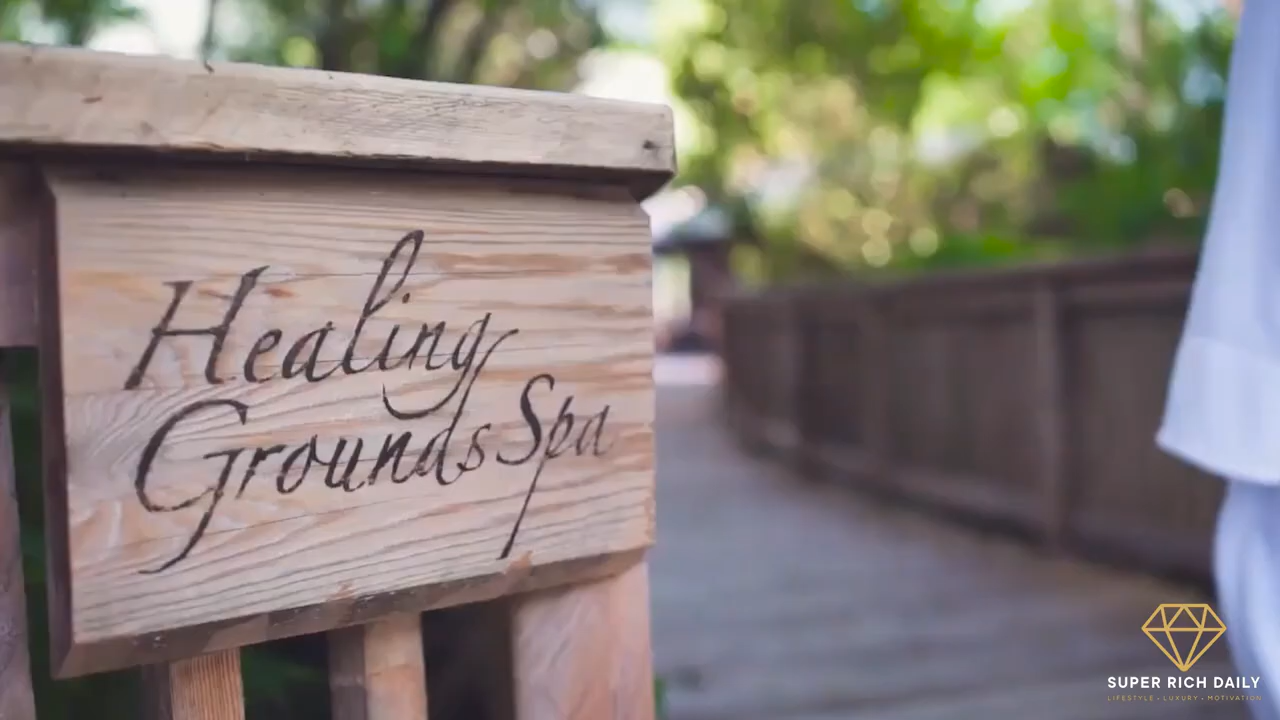 Healing
Grounds Spa
SUPER RICH DAILY
LIFESTYLE • LUXURY • MOTIVATION